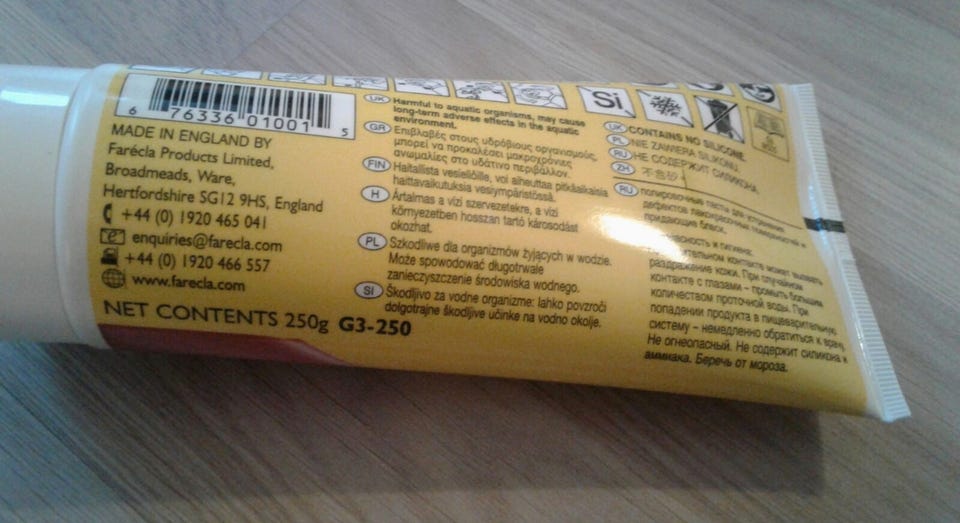 6 76336 01001 5
MADE IN ENGLAND BY
Farécla Products Limited,
Broadmeads, Ware,
Hertfordshire SG12 9HS, England
+44 (0) 1920 465 041
enquiries@farecla.com
+44 (0) 1920 466 557
www.farecla.com
NET CONTENTS 250g G3-250
UK Harmful to aquatic organisms, may cause
long-term adverse effects in the aquatic
environment.
GR Επιβλαβές στους υδρόβιους οργανισμούς,
μπορεί να προκαλέσει μακροχρόνιες
ανωμαλίες στο υδάτινο περιβάλλον.
FIN Haitallista vesieliöille, voi aiheuttaa pitkäaikaisia
haittavaikutuksia vesiympäristössä.
H Ártalmas a vízi szervezetekre, a vízi
környezetben hosszan tartó károsodást
okozhat.
PL Szkodliwe dla organizmów żyjących w wodzie.
Może spowodować długotrwałe
zanieczyszczenie środowiska wodnego.
SI Škodljivo za vodne organizme: lahko povzroči
dolgotrajne škodljive učinke na vodno okolje.
Si
UK CONTAINS NO SILICONE
PL NIE ZAWIERA SILIKONU,
RU НЕ СОДЕРЖИТ СИЛИКОНА,
ZH 不含矽
RU полировочные пасты для устранения
дефектов лакокрасочных поверхностей и
придающие блеск.
и гигиена:
контакт может вызвать
раздражение кожи. При случайном
контакте с глазами – промыть большим
количеством проточной воды. При
попадении продукта в пищеварительную
систему – немедленно обратиться к врачу.
Не огнеопасный. Не содержит силикона и
аммиака. Беречь от мороза.